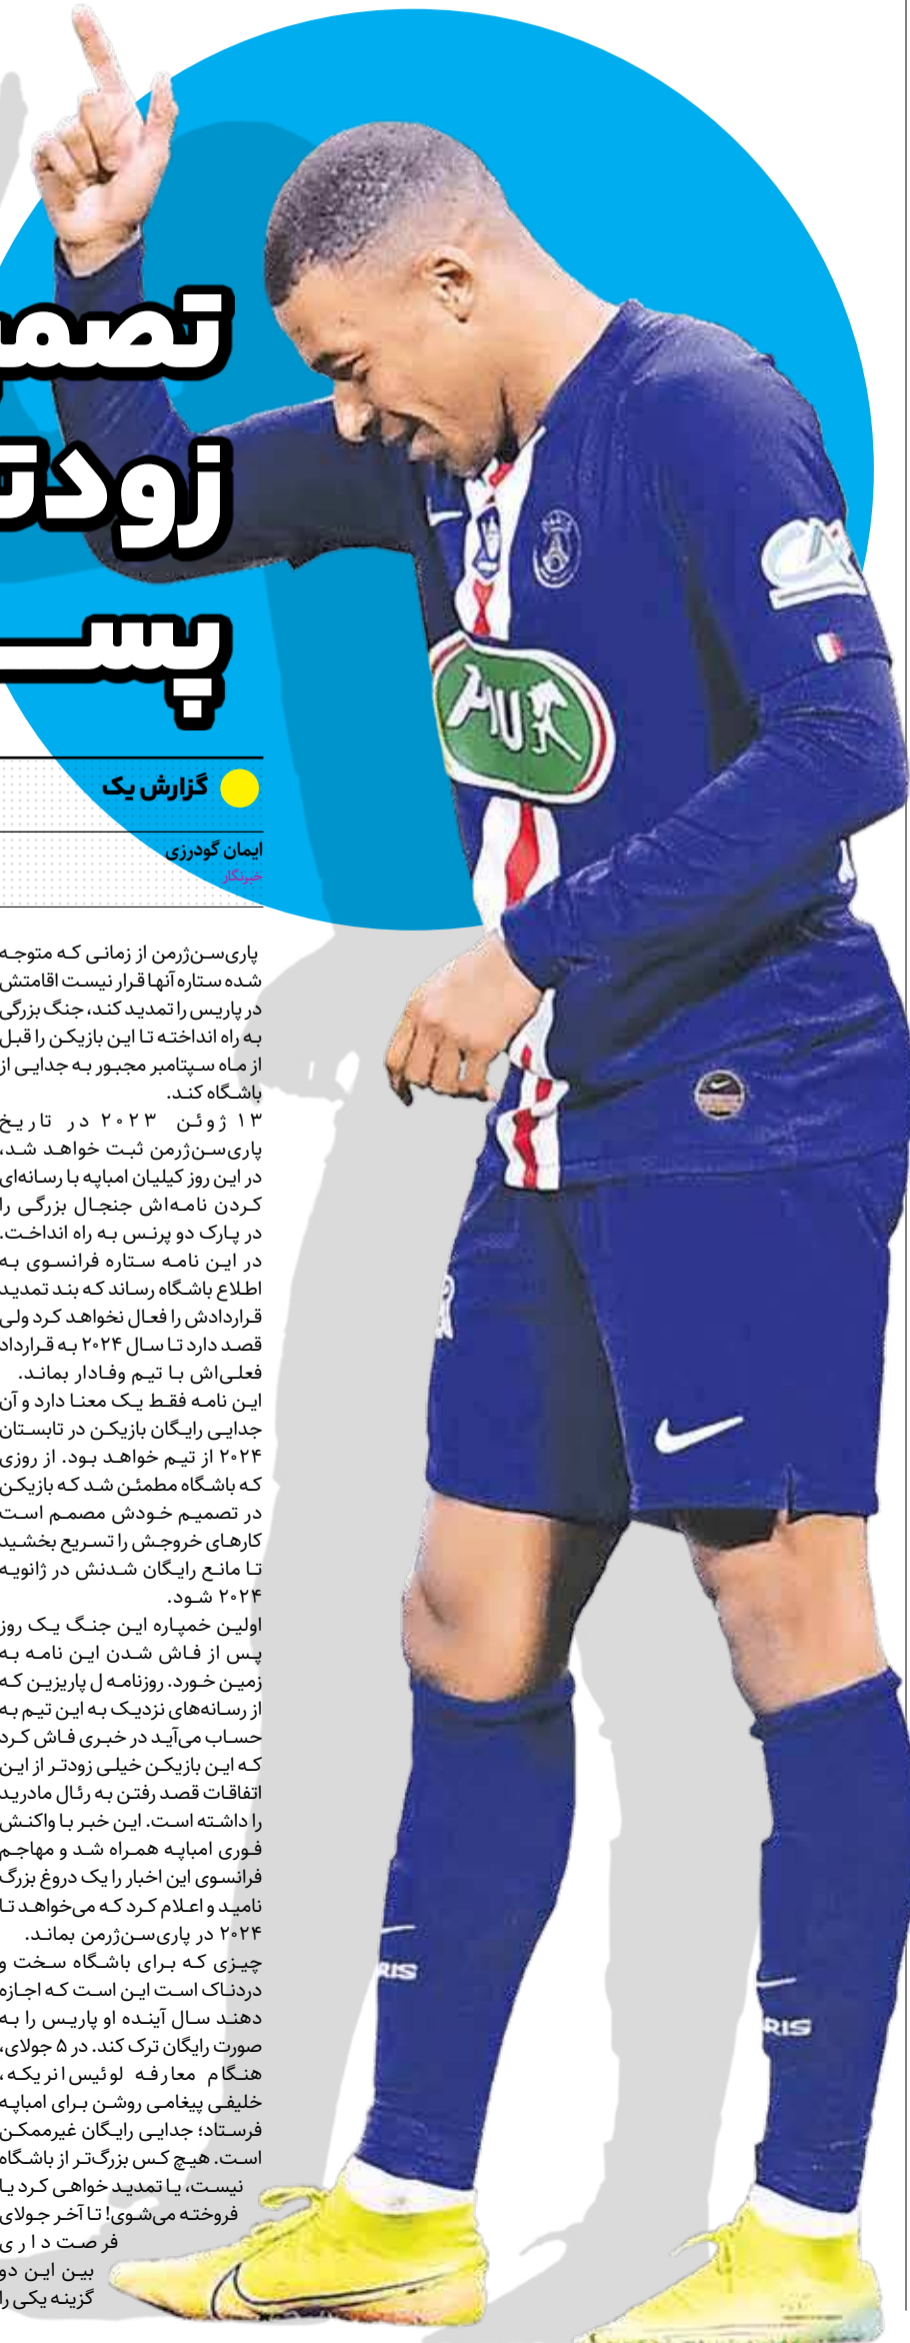 تصم
زودت
پس
گزارش یک
ایمان گودرزی
خبرنگار
پاری‌سن‌ژرمن از زمانی که متوجه
شده ستاره آنها قرار نیست اقامتش
در پاریس را تمدید کند، جنگ بزرگی
به راه انداخته تا این بازیکن را قبل
از ماه سپتامبر مجبور به جدایی از
باشگاه کند.
۱۳ ژوئن ۲۰۲۳ در تاریخ
پاری‌سن‌ژرمن ثبت خواهد شد،
در این روز کیلیان امباپه با رسانه‌ای
کردن نامه‌اش جنجال بزرگی را
در پارک دو پرنس به راه انداخت.
در این نامه ستاره فرانسوی به
اطلاع باشگاه رساند که بند تمدید
قراردادش را فعال نخواهد کرد ولی
قصد دارد تا سال ۲۰۲۴ به قرارداد
فعلی‌اش با تیم وفادار بماند.
این نامه فقط یک معنا دارد و آن
جدایی رایگان بازیکن در تابستان
۲۰۲۴ از تیم خواهد بود. از روزی
که باشگاه مطمئن شد که بازیکن
در تصمیم خودش مصمم است
کارهای خروجش را تسریع بخشید
تا مانع رایگان شدنش در ژانویه
۲۰۲۴ شود.
اولین خمپاره این جنگ یک روز
پس از فاش شدن این نامه به
زمین خورد. روزنامه ل پاریزین که
از رسانه‌های نزدیک به این تیم به
حساب می‌آید در خبری فاش کرد
که این بازیکن خیلی زودتر از این
اتفاقات قصد رفتن به رئال مادرید
را داشته است. این خبر با واکنش
فوری امباپه همراه شد و مهاجم
فرانسوی این اخبار را یک دروغ بزرگ
نامید و اعلام کرد که می‌خواهد تا
۲۰۲۴ در پاری‌سن‌ژرمن بماند.
چیزی که برای باشگاه سخت و
دردناک است این است که اجازه
دهند سال آینده او پاریس را به
صورت رایگان ترک کند. در ۵ جولای،
هنگام معارفه لوئیس انریکه،
خلیفی پیغامی روشن برای امباپه
فرستاد؛ جدایی رایگان غیرممکن
است. هیچ کس بزرگ‌تر از باشگاه
نیست، یا تمدید خواهی کرد یا
فروخته می‌شوی! تا آخر جولای
فرصت داری
بین این دو
گزینه یکی را
PARIS
PMU
RIS
RIS